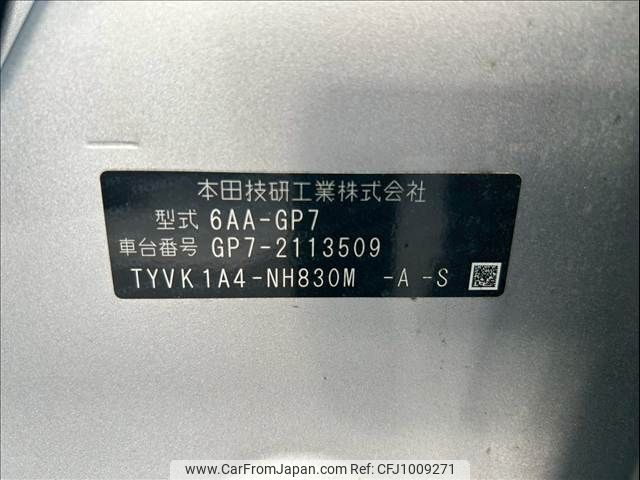 本田技研工業株式会社
型式 6AA-GP7
車台番号 GP7-2113509
TYVK1A4-NH830M -A -S
www.CarFromJapan.com | CFJ Ref.: CFJ1009271